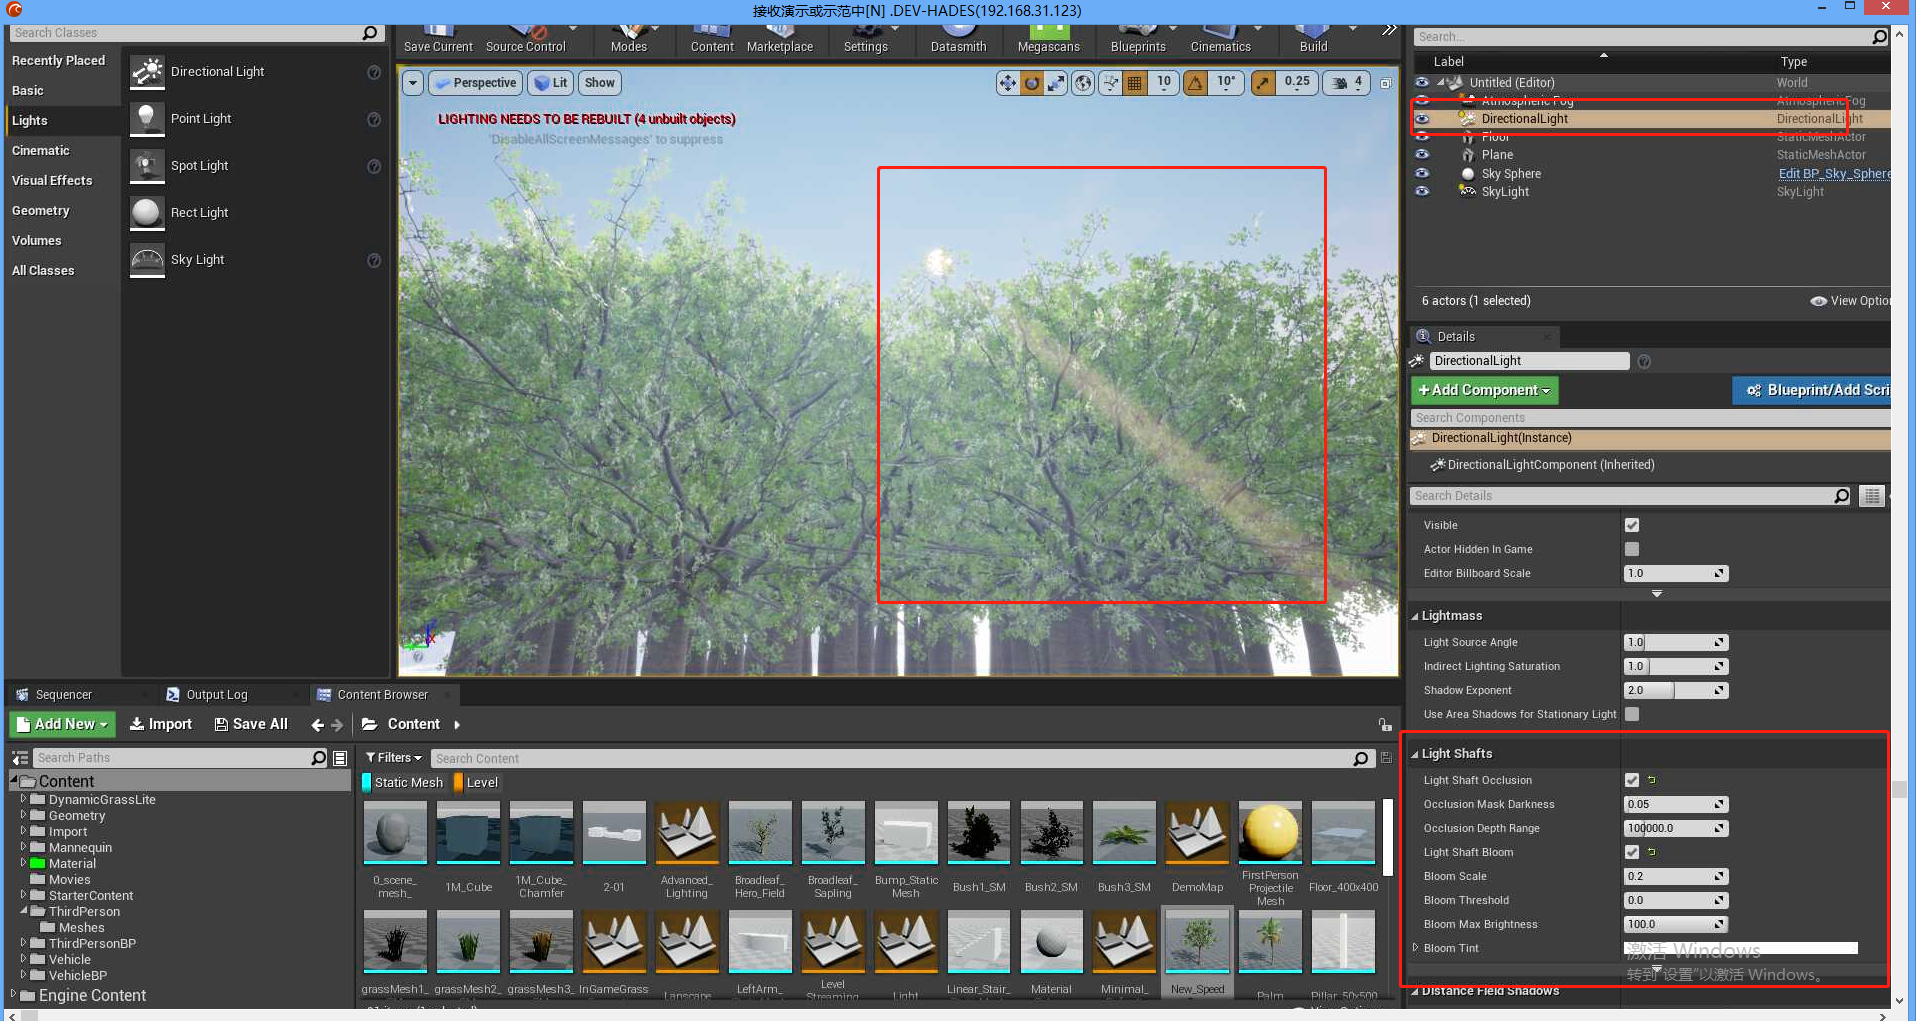 接收演示或示范中[N] .DEV-HADES(192.168.31.123)
Search Classes
Recently Placed
Basic
Lights
Cinematic
Visual Effects
Geometry
Volumes
All Classes
Directional Light
Point Light
Spot Light
Rect Light
Sky Light
Save Current
Source Control
Modes
Content
Marketplace
Settings
Datasmith
Megascans
Blueprints
Cinematics
Build
Perspective
Lit
Show
10
10°
0.25
4
LIGHTING NEEDS TO BE REBUILT (4 unbuilt objects)
'DisableAllScreenMessages' to suppress
Search...
Label
Type
Untitled (Editor)
World
Atmospheric Fog
AtmosphericFog
DirectionalLight
DirectionalLight
Floor
StaticMeshActor
Plane
StaticMeshActor
Sky Sphere
Edit BP_Sky_Sphere
SkyLight
SkyLight
6 actors (1 selected)
View Optio
Details
DirectionalLight
+Add Component
Blueprint/Add Scri
Search Components
DirectionalLight(Instance)
DirectionalLightComponent (Inherited)
Search Details
Visible
Actor Hidden In Game
Editor Billboard Scale
1.0
Lightmass
Light Source Angle
1.0
Indirect Lighting Saturation
1.0
Shadow Exponent
2.0
Use Area Shadows for Stationary Light
Light Shafts
Light Shaft Occlusion
Occlusion Mask Darkness
0.05
Occlusion Depth Range
100000.0
Light Shaft Bloom
Bloom Scale
0.2
Bloom Threshold
0.0
Bloom Max Brightness
100.0
Bloom Tint
激活 Windows
转到"设置"以激活 Windows。
Distance Field Shadows
Sequencer
Output Log
Content Browser
Add New
Import
Save All
Content
Search Paths
Filters
Search Content
Static Mesh
Level
Content
DynamicGrassLite
Geometry
Import
Mannequin
Material
Movies
StarterContent
ThirdPerson
Meshes
ThirdPersonBP
Vehicle
VehicleBP
Engine Content
0_scene_
mesh_
1M_Cube
1M_Cube_
Chamfer
2-01
Advanced_
Lighting
Broadleaf_
Hero_Field
Broadleaf_
Sapling
Bump_Static
Mesh
Bush1_SM
Bush2_SM
Bush3_SM
DemoMap
FirstPerson
Projectile
Mesh
Floor_400x400
grassMesh1_
grassMesh2_
grassMesh3_
InGameGrass
Lanscape
LeftArm_
Level
Streaming
Light
Linear_Stair_
Material
Minimal_
New_Speed
Palm
Pillar_50x500